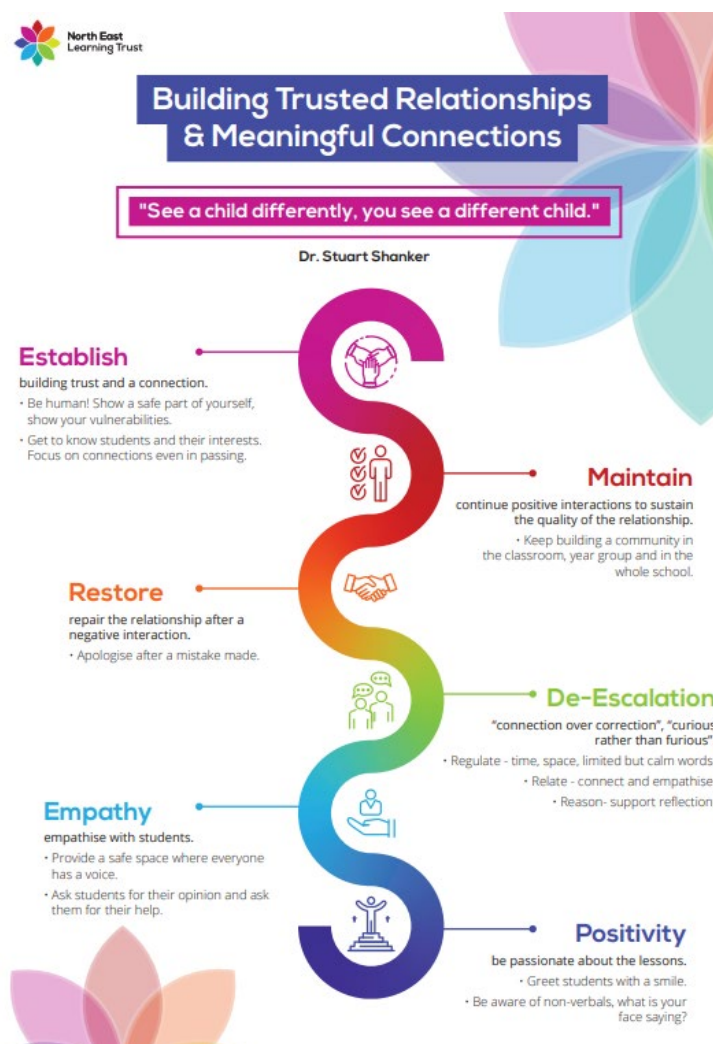 North East
Learning Trust
Building Trusted Relationships
& Meaningful Connections
"See a child differently, you see a different child."
Dr. Stuart Shanker
Establish
building trust and a connection.
• Be human! Show a safe part of yourself,
show your vulnerabilities.
• Get to know students and their interests.
Focus on connections even in passing.
Maintain
continue positive interactions to sustain
the quality of the relationship.
• Keep building a community in
the classroom, year group and in the
whole school.
Restore
repair the relationship after a
negative interaction.
• Apologise after a mistake made.
De-Escalation
“connection over correction”, “curious
rather than furious”
• Regulate - time, space, limited but calm words
• Relate - connect and empathise
• Reason- support reflection
Empathy
empathise with students.
• Provide a safe space where everyone
has a voice.
• Ask students for their opinion and ask
them for their help.
Positivity
be passionate about the lessons.
• Greet students with a smile.
• Be aware of non-verbals, what is your
face saying?